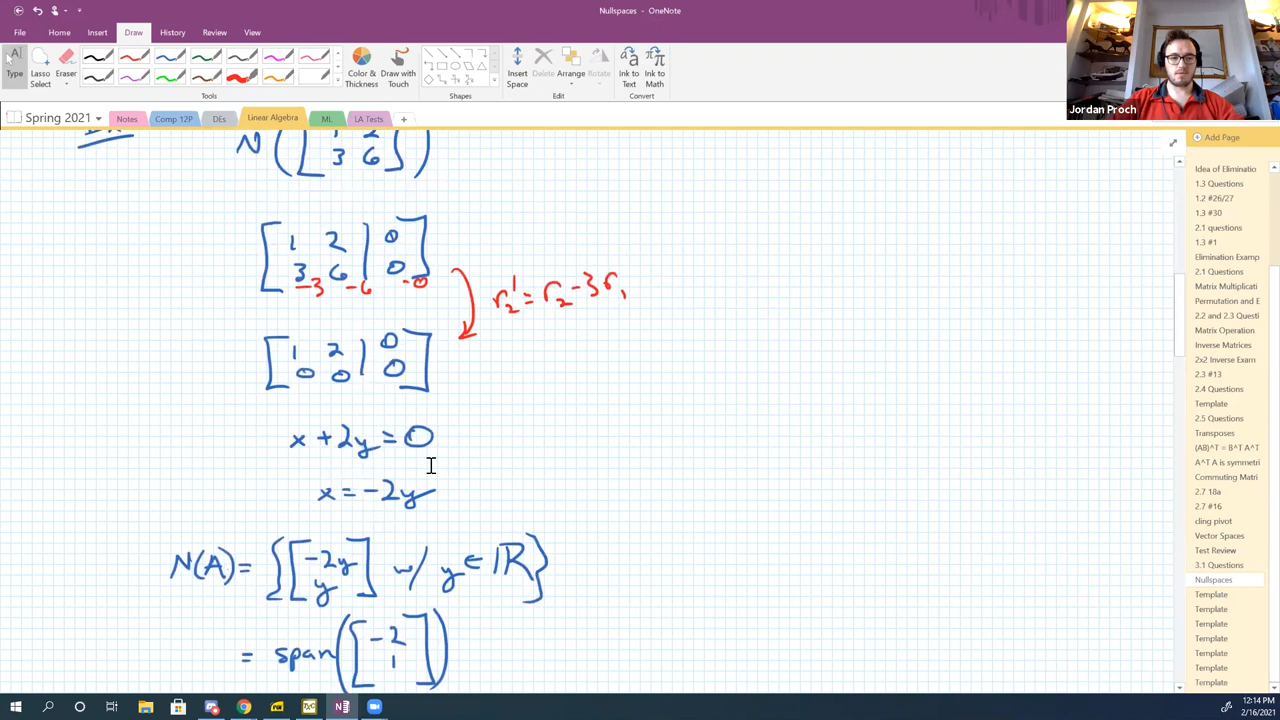 Nullspaces - OneNote
File Home Insert Draw History Review View
Type
Lasso Select
Eraser
Tools
Color & Thickness
Draw with Touch
Shapes
Insert Space
Delete
Arrange
Rotate
Edit
Ink to Text
Ink to Math
Convert
Jordan Proch
Spring 2021
Notes Comp 12P DEs Linear Algebra ML LA Tests
Add Page
Idea of Eliminatio
1.3 Questions
1.2 #26/27
1.3 #30
2.1 questions
1.3 #1
Elimination Examp
2.1 Questions
Matrix Multiplicati
Permutation and E
2.2 and 2.3 Questi
Matrix Operation
Inverse Matrices
2x2 Inverse Exam
2.3 #13
2.4 Questions
Template
2.5 Questions
Transposes
(AB)^T = B^T A^T
A^T A is symmetri
Commuting Matri
2.7 18a
2.7 #16
cling pivot
Vector Spaces
Test Review
3.1 Questions
Nullspaces
Template
Template
Template
Template
Template
Template
Template
N([1 2
3 6])
[1 2 | 0
3 6 | 0]
-3 -6 -0
r₂' = r₂ - 3r₁
[1 2 | 0
0 0 | 0]
x + 2y = 0
x = -2y
N(A) = {[-2y
y] w/ y ∈ ℝ}
= span([-2
1])
12:14 PM
2/16/2021